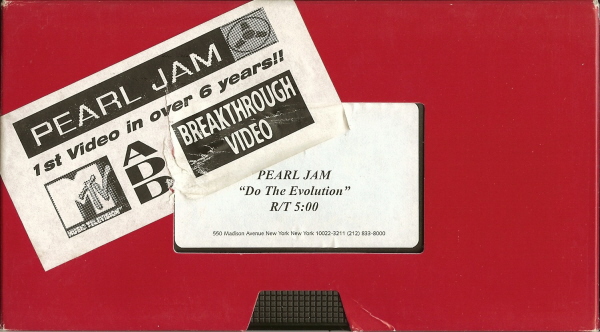 PEARL JAM
1st Video in over 6 years!!
BREAKTHROUGH
VIDEO
MTV
MUSIC TELEVISION
ADD
PEARL JAM
“Do The Evolution”
R/T 5:00
550 Madison Avenue New York New York 10022-3211 (212) 833-8000